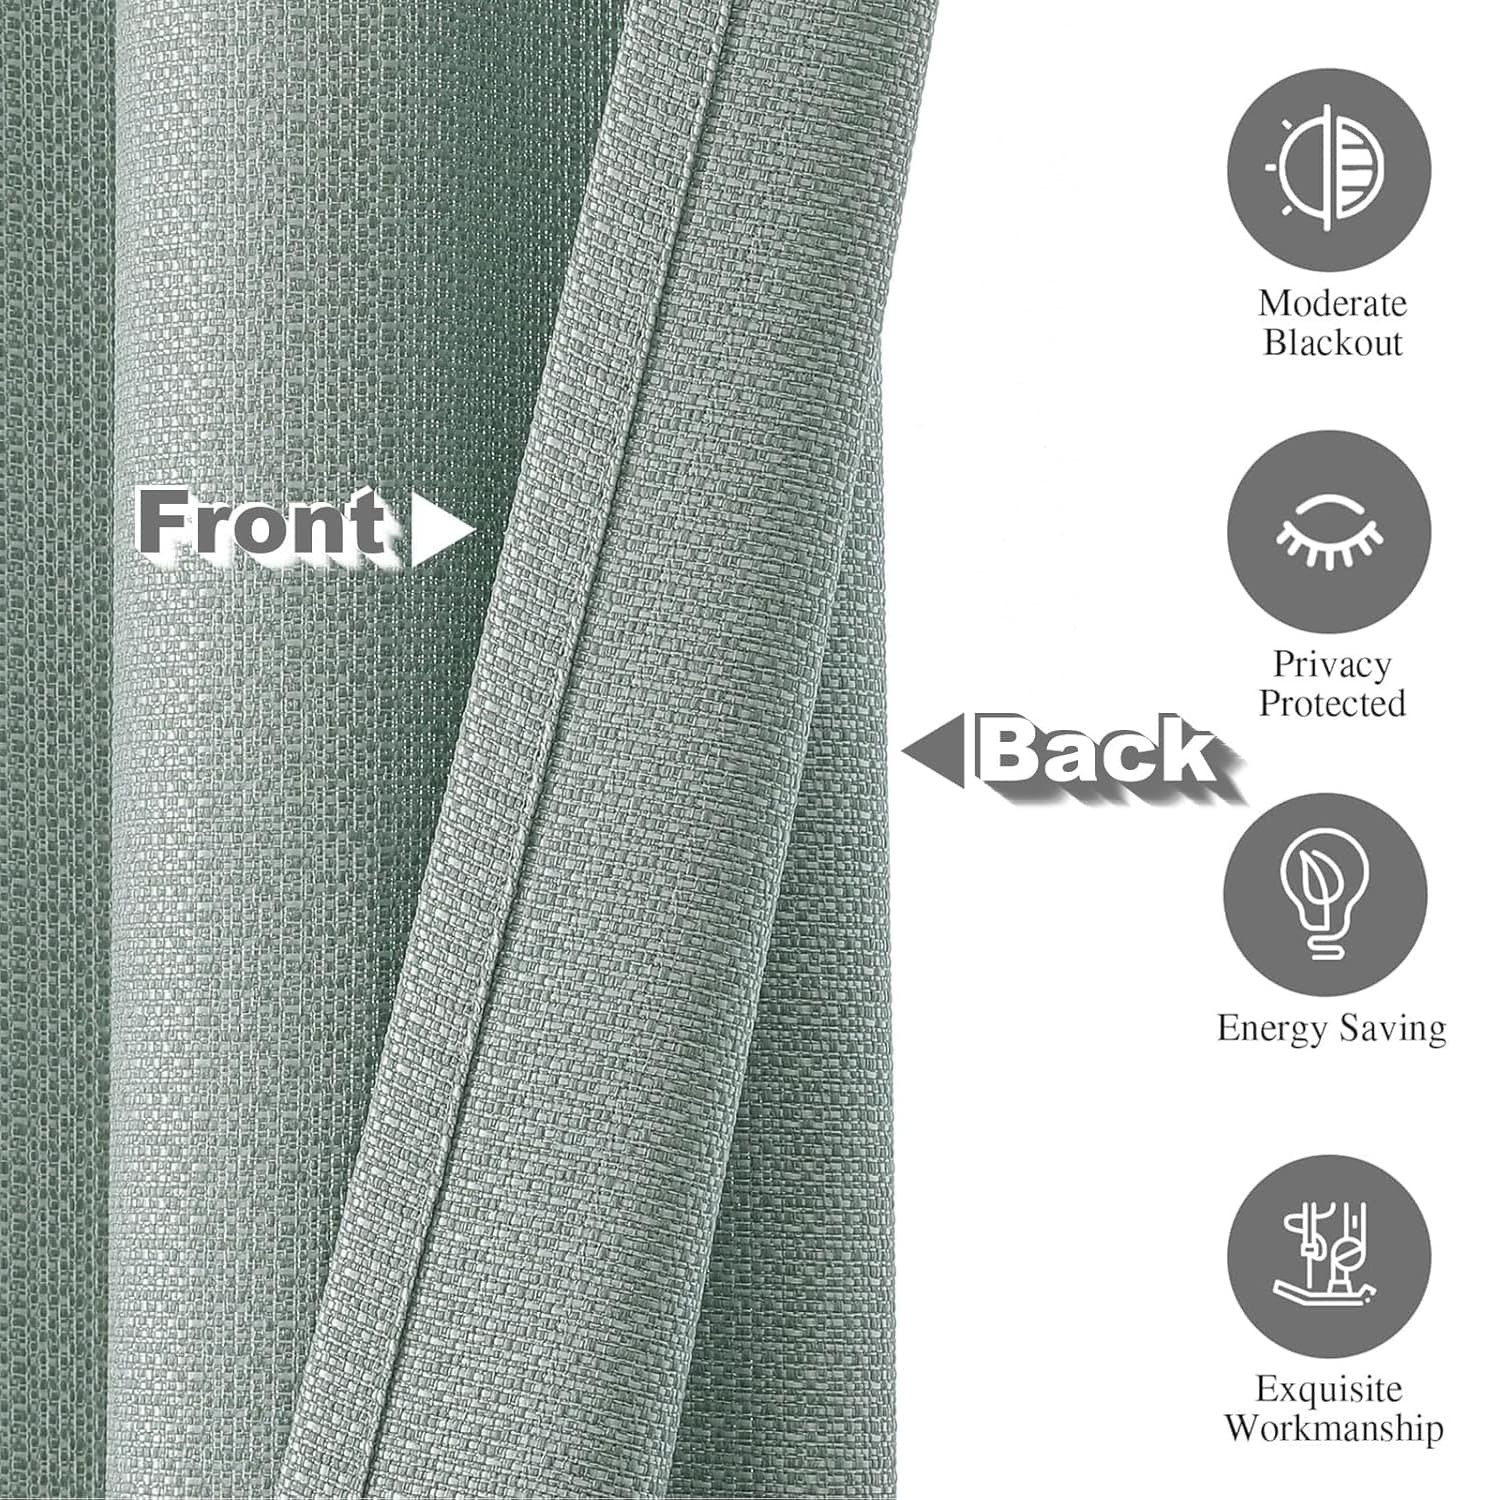 Front
Back
Moderate
Blackout
Privacy
Protected
Energy Saving
Exquisite
Workmanship